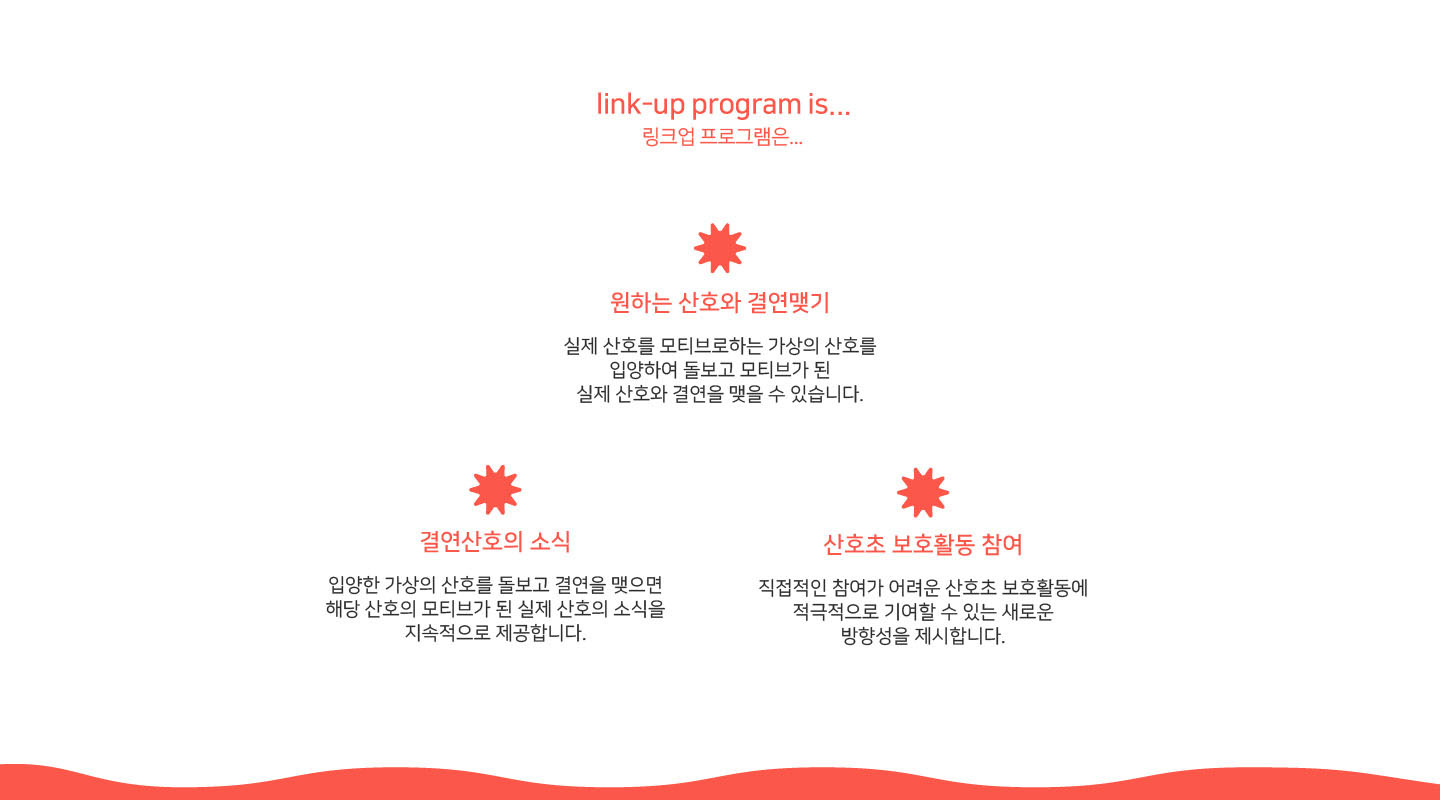 link-up program is...
링크업 프로그램은...
원하는 산호와 결연맺기
실제 산호를 모티브로하는 가상의 산호를
입양하여 돌보고 모티브가 된
실제 산호와 결연을 맺을 수 있습니다.
결연산호의 소식
입양한 가상의 산호를 돌보고 결연을 맺으면
해당 산호의 모티브가 된 실제 산호의 소식을
지속적으로 제공합니다.
산호초 보호활동 참여
직접적인 참여가 어려운 산호초 보호활동에
적극적으로 기여할 수 있는 새로운
방향성을 제시합니다.